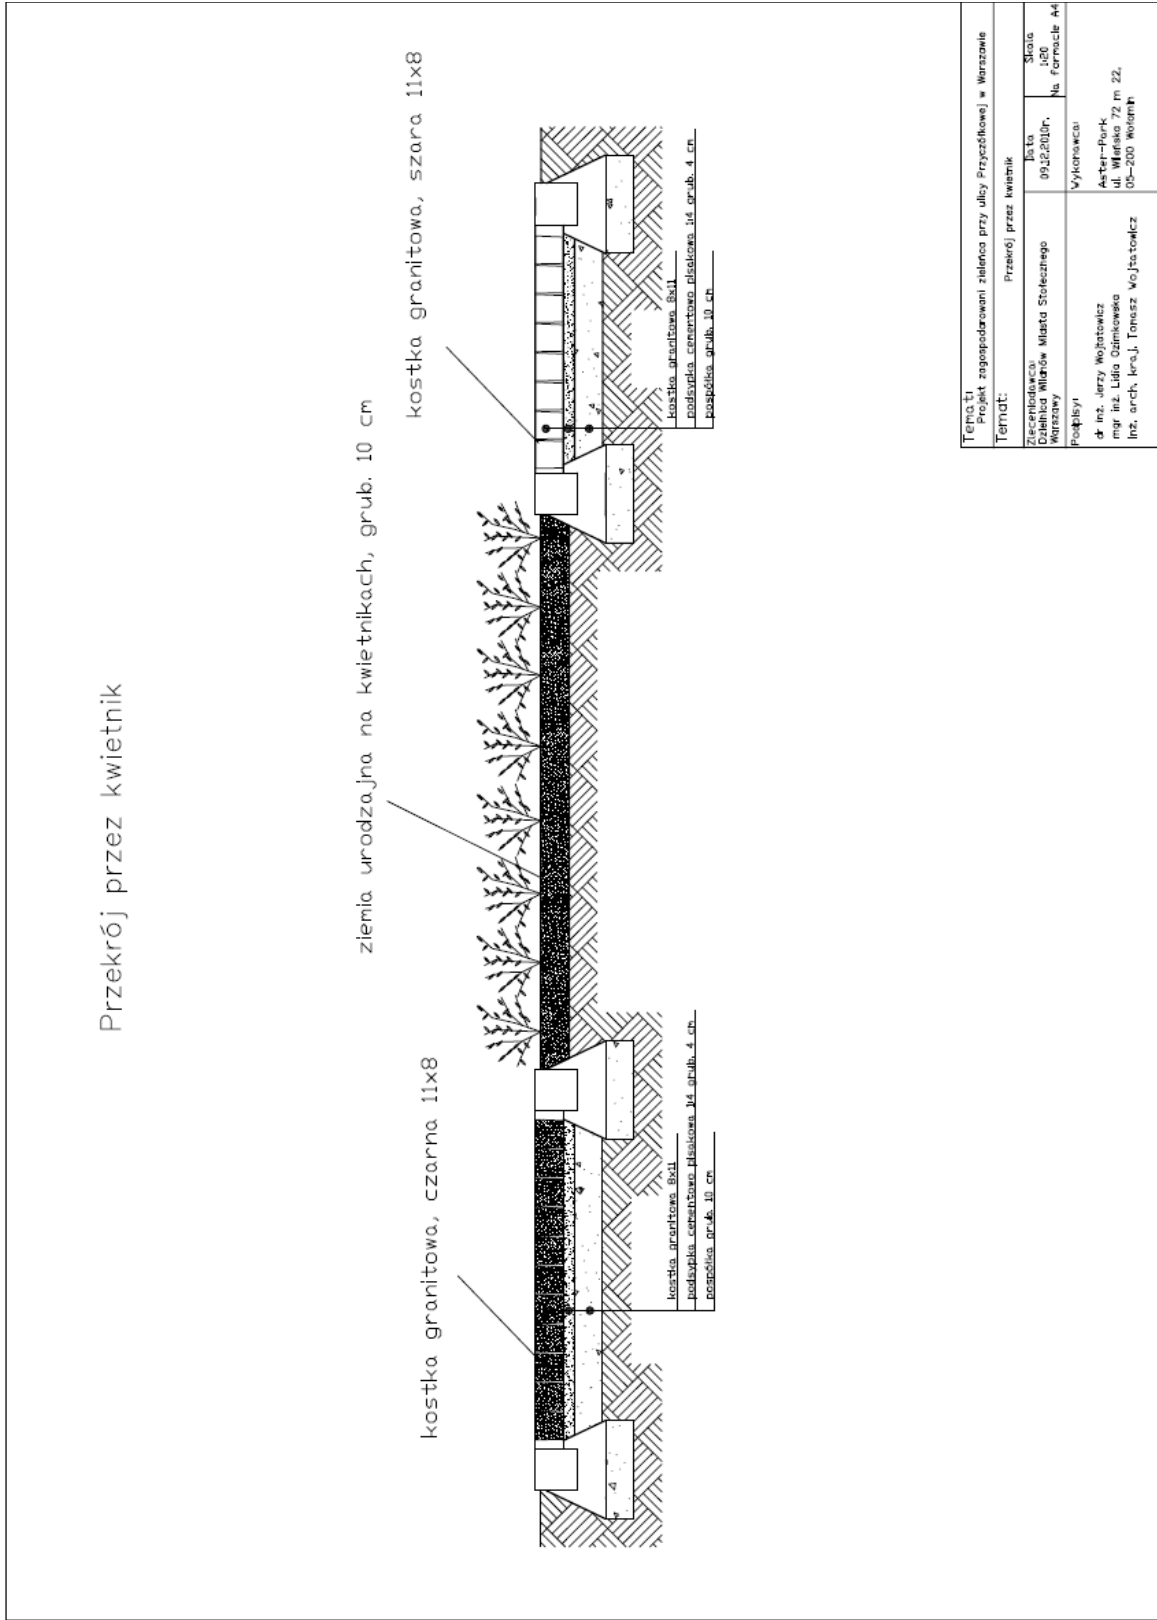 Przekrój przez kwietnik
ziemia urodzajna na kwietnikach, grub. 10 cm
kostka granitowa, czarna 11x8
kostka granitowa, szara 11x8
kostka granitowa 8x11
podsypka cementowo pisakowa 1:4 grub. 4 cm
pospółka grub. 10 cm
kostka granitowa 8x11
podsypka cementowo pisakowa 1:4 grub. 4 cm
pospółka grub. 10 cm
Temat:
Projekt zagospodarowani zieleńca przy ulicy Przyczółkowej w Warszawie
Temat:
Przekrój przez kwietnik
Zleceniodawca:
Dzielnica Wilanów Miasta Stołecznego
Warszawy
Data
09.12.2010r.
Skala
1:20
Na formacie A4
Podpisy:
dr inż. Jerzy Wojtatowicz
mgr inż. Lidia Ozimkowska
inż. arch. kraj. Tomasz Wojtatowicz
Wykonawca:
Aster-Park
ul. Wileńska 72 m 22,
05-200 Wołomin